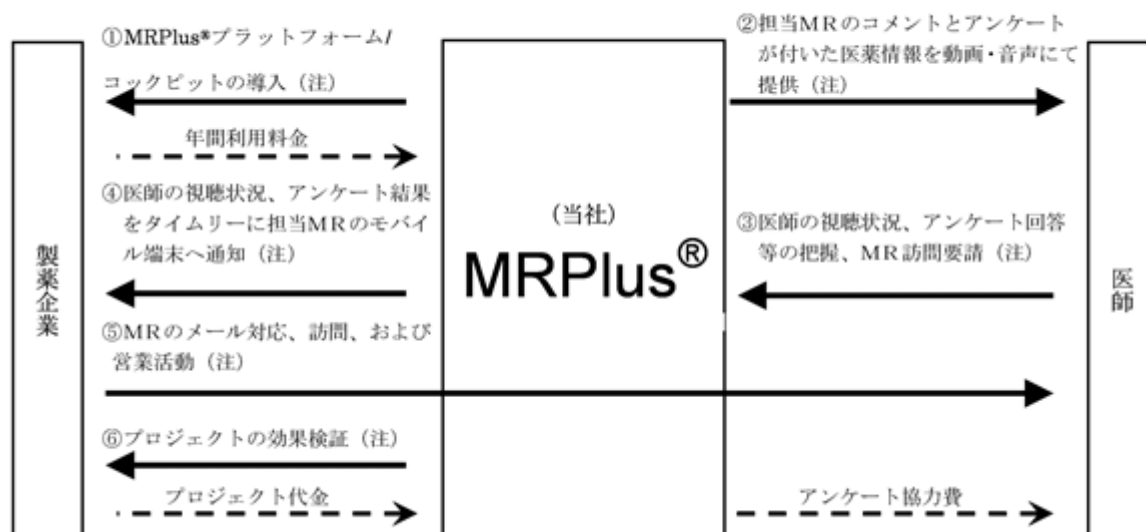 ①MRPlus®プラットフォーム/
コックピットの導入（注）
年間利用料金
④医師の視聴状況、アンケート結果
をタイムリーに担当ＭＲのモバイ
ル端末へ通知（注）
⑤ＭＲのメール対応、訪問、および
営業活動（注）
⑥プロジェクトの効果検証（注）
プロジェクト代金
製薬企業
（当社）
MRPlus®
②担当ＭＲのコメントとアンケート
が付いた医薬情報を動画・音声にて
提供（注）
③医師の視聴状況、アンケート回答
等の把握、ＭＲ訪問要請（注）
アンケート協力費
医師